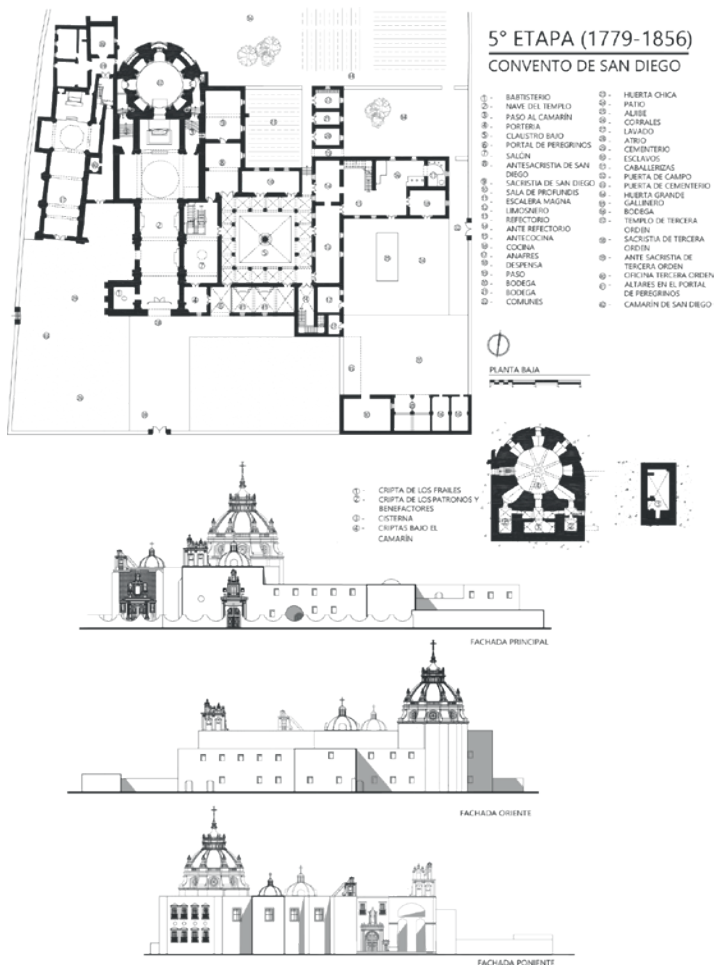 5° ETAPA (1779-1856)
CONVENTO DE SAN DIEGO
BABTISTERIO
NAVE DEL TEMPLO
PASO AL CAMARÍN
PORTERIA
CLAUSTRO BAJO
PORTAL DE PEREGRINOS
SALÓN
ANTESACRISTIA DE SAN
DIEGO
SACRISTIA DE SAN DIEGO
SALA DE PROFUNDIS
ESCALERA MAGNA
LIMOSNERO
REFECTORIO
ANTE REFECTORIO
ANTECOCINA
COCINA
ANAFRES
DESPENSA
PASO
BODEGA
BODEGA
COMUNES
HUERTA CHICA
PATIO
ALJIBE
CORRALES
LAVADO
ATRIO
CEMENTERIO
ESCLAVOS
CABALLERIZAS
PUERTA DE CAMPO
PUERTA DE CEMENTERIO
HUERTA GRANDE
GALLINERO
BODEGA
TEMPLO DE TERCERA
ORDEN
SACRISTIA DE TERCERA
ORDEN
ANTE SACRISTIA DE
TERCERA ORDEN
OFICINA TERCERA ORDEN
ALTARES EN EL PORTAL
DE PEREGRINOS
CAMARÍN DE SAN DIEGO
PLANTA BAJA
① - CRIPTA DE LOS FRAILES
② - CRIPTA DE LOS PATRONOS Y
BENEFACTORES
③ - CISTERNA
④ - CRIPTAS BAJO EL
CAMARÍN
FACHADA PRINCIPAL
FACHADA ORIENTE
FACHADA PONIENTE